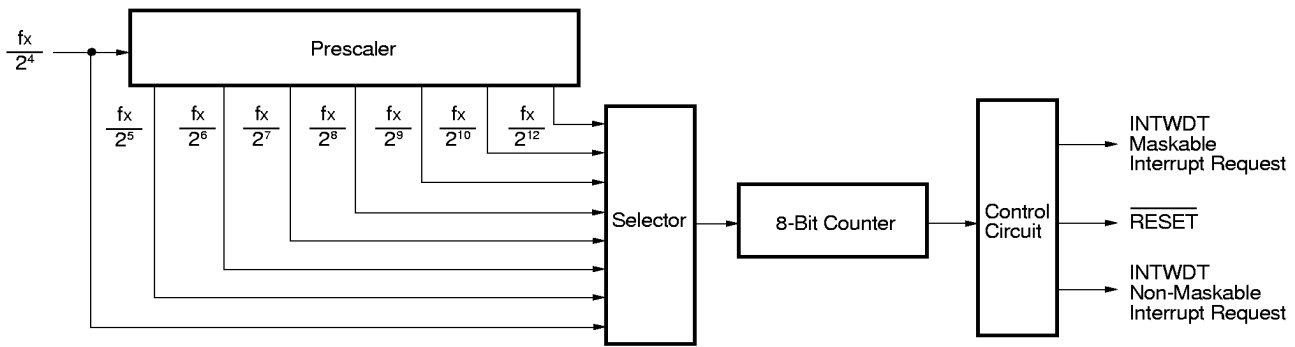 fx
2⁴
Prescaler
fx
2⁵
fx
2⁶
fx
2⁷
fx
2⁸
fx
2⁹
fx
2¹⁰
fx
2¹²
Selector
8-Bit Counter
Control
Circuit
INTWDT
Maskable
Interrupt Request
RESET
INTWDT
Non-Maskable
Interrupt Request